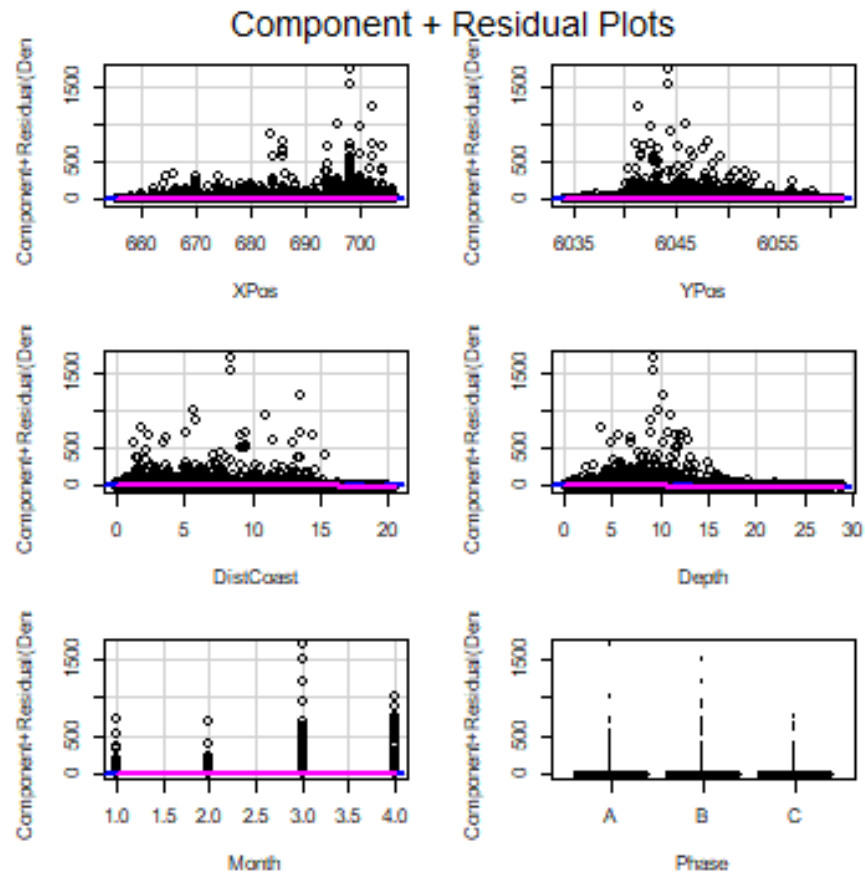 Component + Residual Plots
Component+Residual(Den
1500
500
0
660 670 680 690 700
XPos
Component+Residual(Den
1500
500
0
6035 6045 6055
YPos
Component+Residual(Den
1500
500
0
0 5 10 15 20
DistCoast
Component+Residual(Den
1500
500
0
0 5 10 15 20 25 30
Depth
Component+Residual(Den
1500
500
0
1.0 1.5 2.0 2.5 3.0 3.5 4.0
Month
Component+Residual(Den
1500
500
0
A B C
Phase